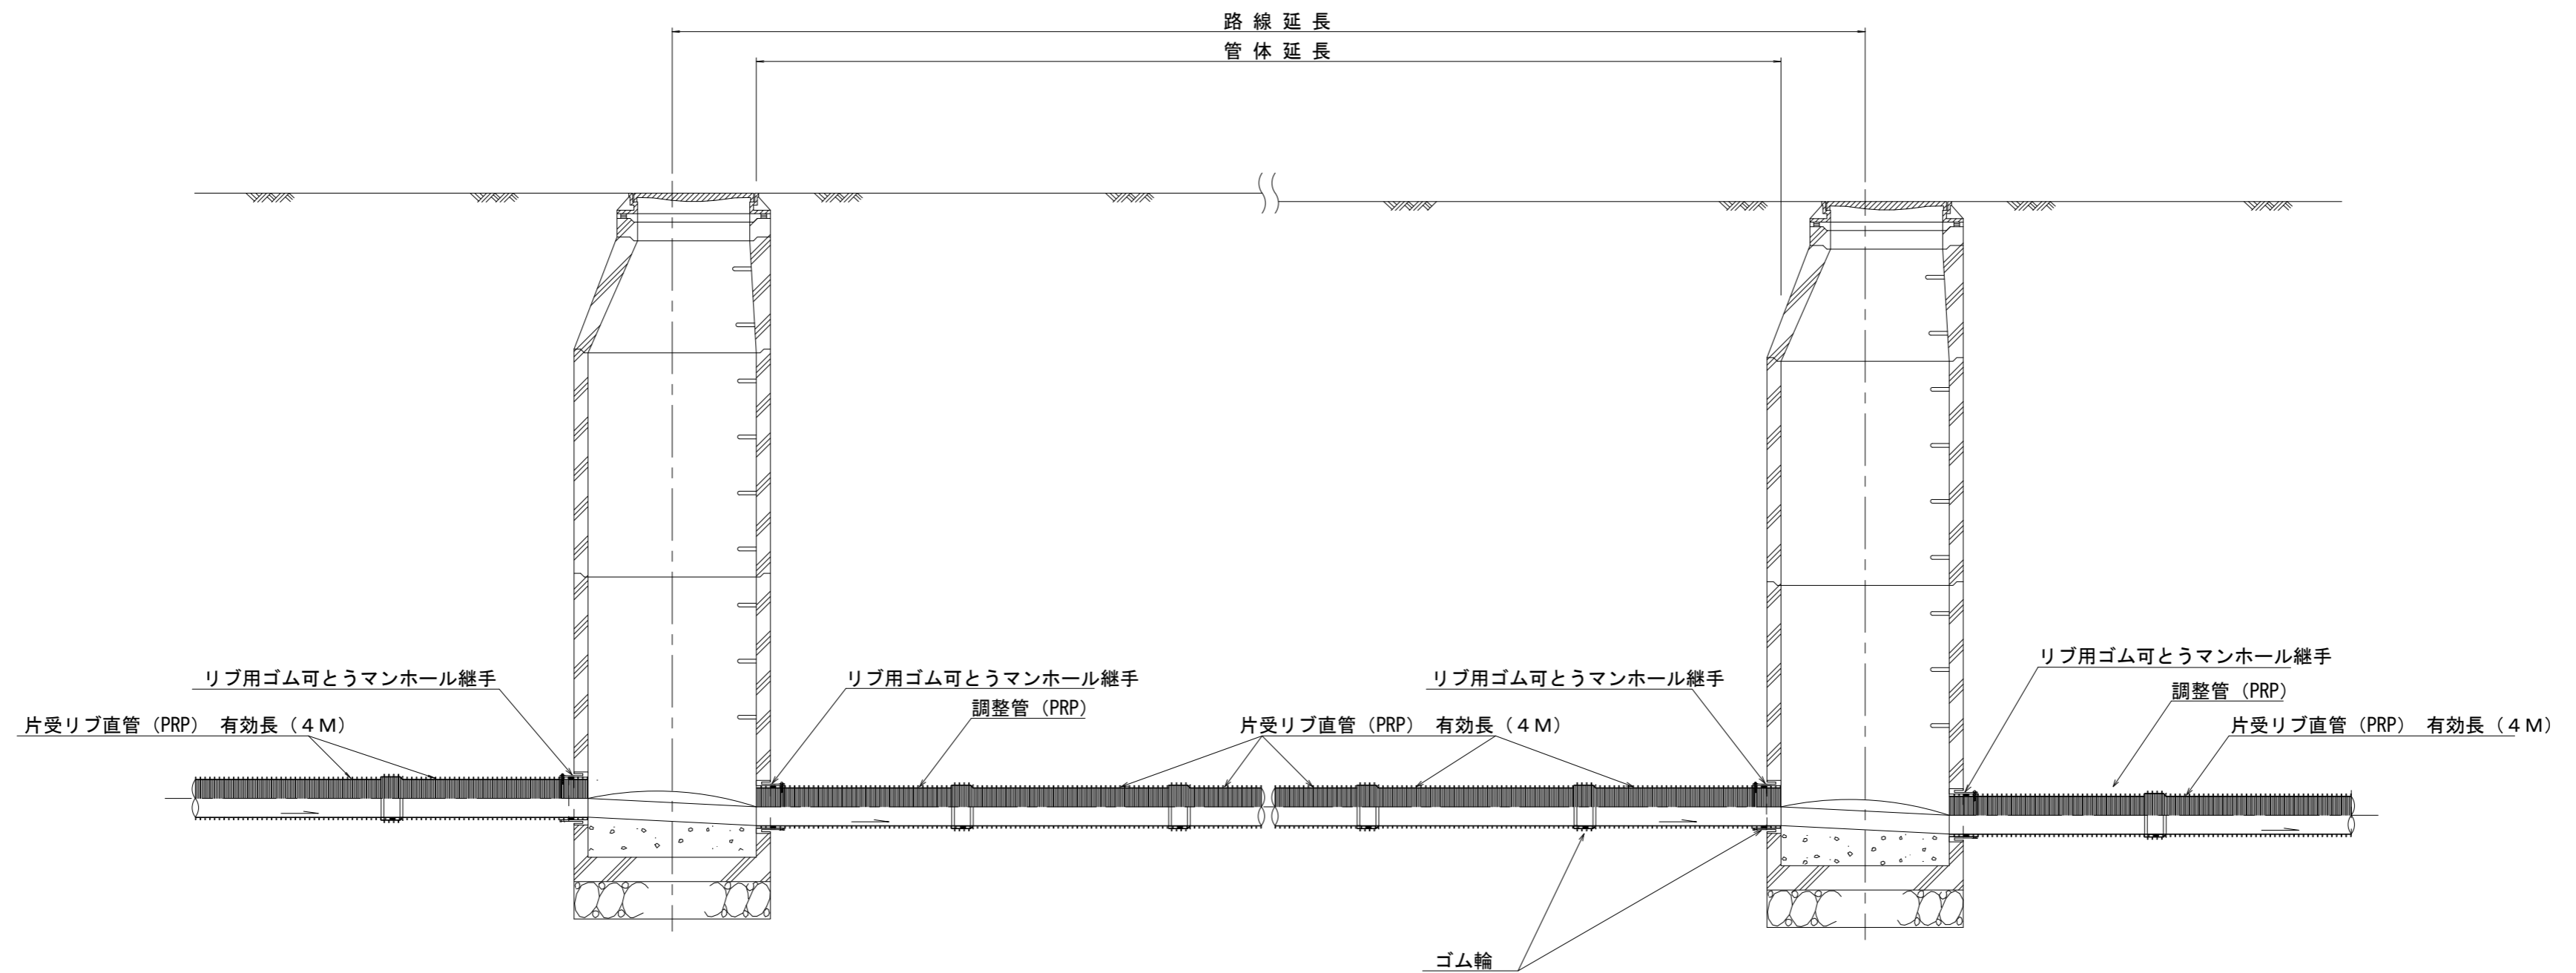 路線延長
管体延長
リブ用ゴム可とうマンホール継手
リブ用ゴム可とうマンホール継手
リブ用ゴム可とうマンホール継手
リブ用ゴム可とうマンホール継手
調整管（PRP）
調整管（PRP）
片受リブ直管（PRP）　有効長（４Ｍ）
片受リブ直管（PRP）　有効長（４Ｍ）
片受リブ直管（PRP）　有効長（４Ｍ）
ゴム輪